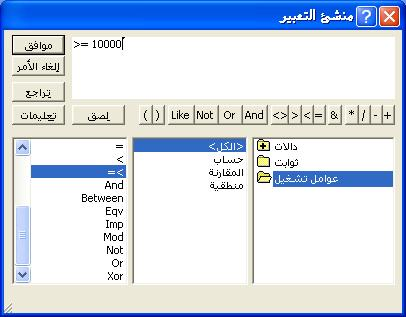 منشئ التعبير
>= 10000
موافق
إلغاء الأمر
تراجع
تعليمات
لصق
( ) Like Not Or And <> > < = & * / - +
دالات
ثوابت
عوامل تشغيل
<الكل>
حساب
المقارنة
منطقية
=
<
>=
And
Between
Eqv
Imp
Mod
Not
Or
Xor